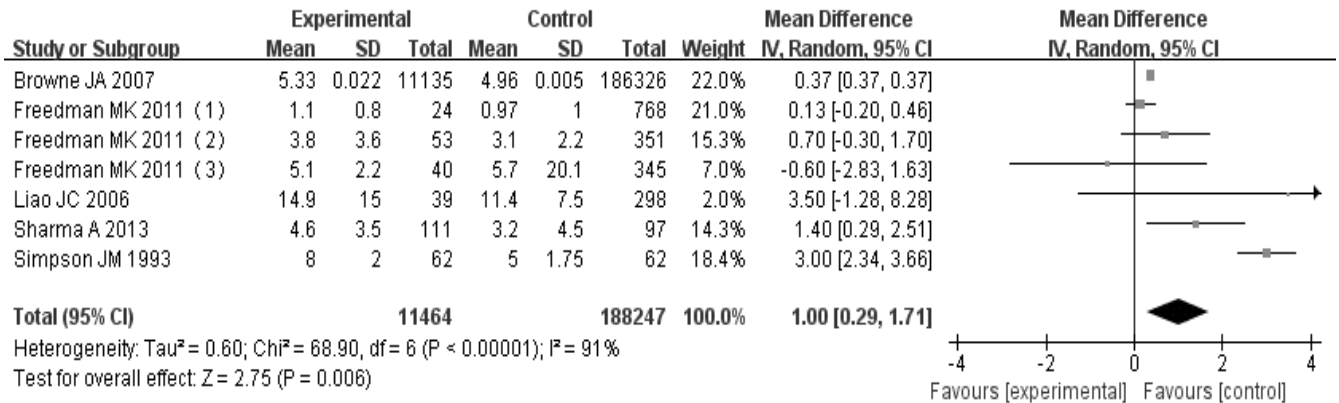 Experimental Control Mean Difference Mean Difference
Study or Subgroup Mean SD Total Mean SD Total Weight IV, Random, 95% CI IV, Random, 95% CI
Browne JA 2007 5.33 0.022 11135 4.96 0.005 186326 22.0% 0.37 [0.37, 0.37]
Freedman MK 2011 (1) 1.1 0.8 24 0.97 1 768 21.0% 0.13 [-0.20, 0.46]
Freedman MK 2011 (2) 3.8 3.6 53 3.1 2.2 351 15.3% 0.70 [-0.30, 1.70]
Freedman MK 2011 (3) 5.1 2.2 40 5.7 20.1 345 7.0% -0.60 [-2.83, 1.63]
Liao JC 2006 14.9 15 39 11.4 7.5 298 2.0% 3.50 [-1.28, 8.28]
Sharma A 2013 4.6 3.5 111 3.2 4.5 97 14.3% 1.40 [0.29, 2.51]
Simpson JM 1993 8 2 62 5 1.75 62 18.4% 3.00 [2.34, 3.66]
Total (95% CI) 11464 188247 100.0% 1.00 [0.29, 1.71]
Heterogeneity: Tau² = 0.60; Chi² = 68.90, df = 6 (P < 0.00001); I² = 91%
Test for overall effect: Z = 2.75 (P = 0.006)
-4 -2 0 2 4
Favours [experimental] Favours [control]